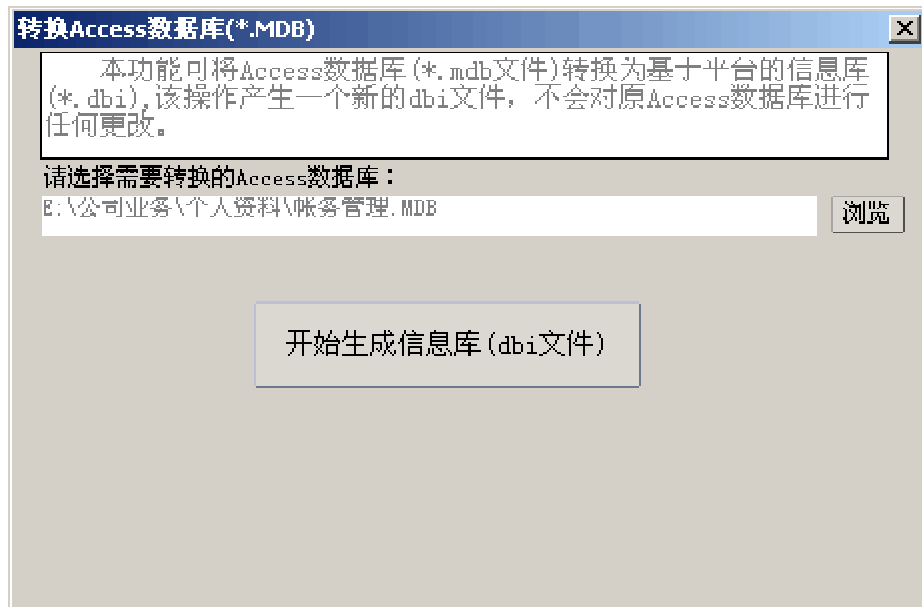 转换Access数据库(*.MDB)
本功能可将Access数据库(*.mdb文件)转换为基于平台的信息库
(*.dbi),该操作产生一个新的dbi文件，不会对原Access数据库进行
任何更改。
请选择需要转换的Access数据库：
E:\公司业务\个人资料\帐务管理.MDB
浏览
开始生成信息库(dbi文件)